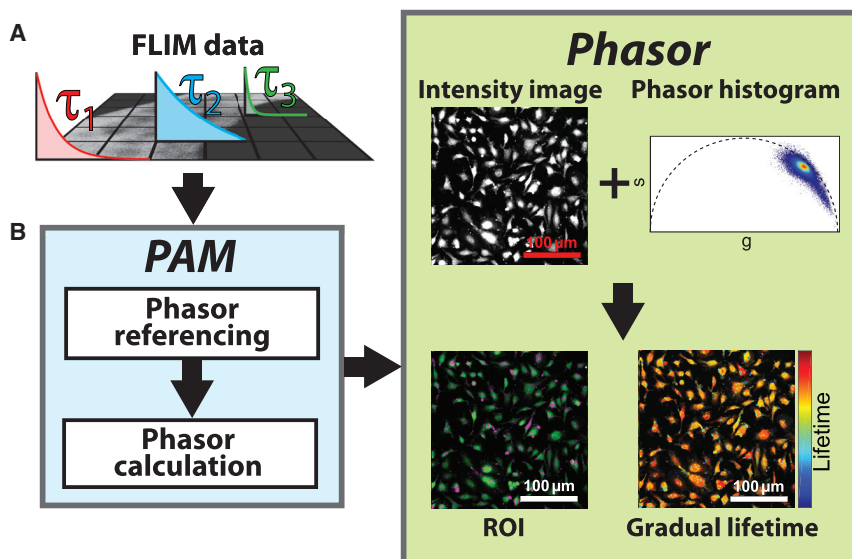 A
FLIM data
τ1
τ2
τ3
B
PAM
Phasor
referencing
Phasor
calculation
Phasor
Intensity image
Phasor histogram
100 µm
+
s
g
100 µm
ROI
100 µm
Gradual lifetime
Lifetime